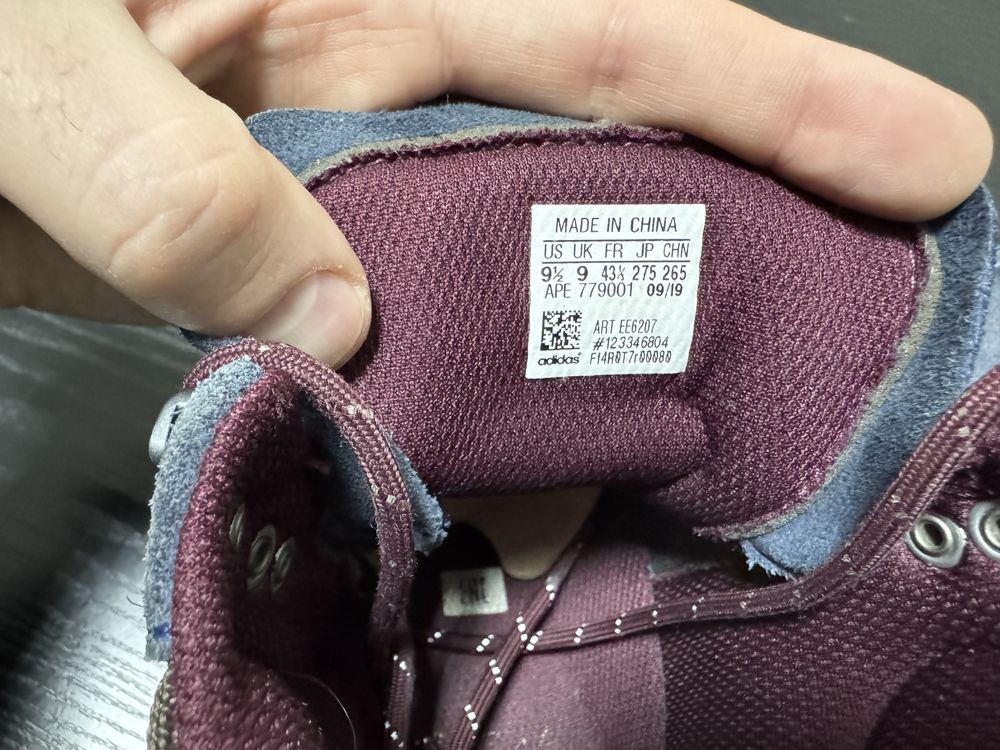 MADE IN CHINA
US UK FR JP CHN
9½ 9 43⅓ 275 265
APE 779001 09/19
ART EE6207
#123346804
adidas F14R0T7r00080
EAC